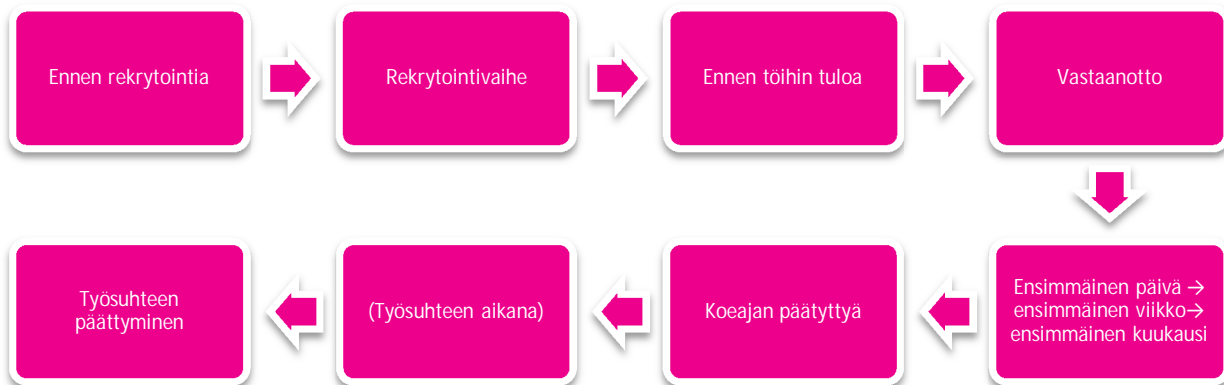 Ennen rekrytointia
Rekrytointivaihe
Ennen töihin tuloa
Vastaanotto
Ensimmäinen päivä →
ensimmäinen viikko→
ensimmäinen kuukausi
Koeajan päätyttyä
(Työsuhteen aikana)
Työsuhteen
päättyminen